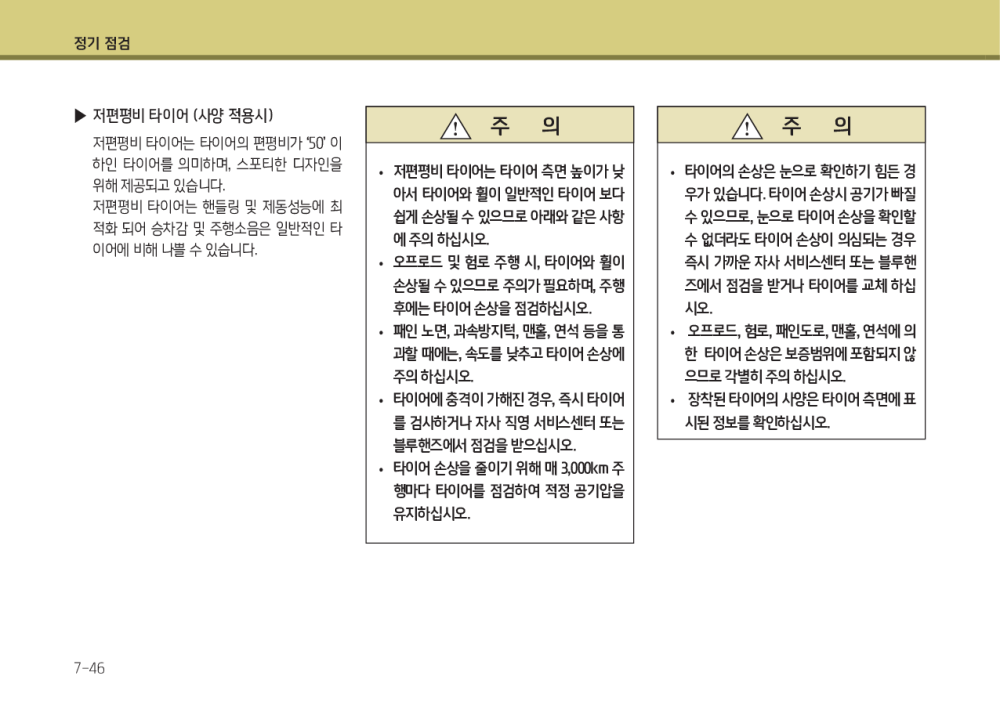 정기 점검
▶ 저편평비 타이어 (사양 적용시)
저편평비 타이어는 타이어의 편평비가 '50' 이
하인 타이어를 의미하며, 스포티한 디자인을
위해 제공되고 있습니다.
저편평비 타이어는 핸들링 및 제동성능에 최
적화 되어 승차감 및 주행소음은 일반적인 타
이어에 비해 나쁠 수 있습니다.
주 의
• 저편평비 타이어는 타이어 측면 높이가 낮
아서 타이어와 휠이 일반적인 타이어 보다
쉽게 손상될 수 있으므로 아래와 같은 사항
에 주의 하십시오.
• 오프로드 및 험로 주행 시, 타이어와 휠이
손상될 수 있으므로 주의가 필요하며, 주행
후에는 타이어 손상을 점검하십시오.
• 패인 노면, 과속방지턱, 맨홀, 연석 등을 통
과할 때에는, 속도를 낮추고 타이어 손상에
주의 하십시오.
• 타이어에 충격이 가해진 경우, 즉시 타이어
를 검사하거나 자사 직영 서비스센터 또는
블루핸즈에서 점검을 받으십시오.
• 타이어 손상을 줄이기 위해 매 3,000km 주
행마다 타이어를 점검하여 적정 공기압을
유지하십시오.
주 의
• 타이어의 손상은 눈으로 확인하기 힘든 경
우가 있습니다. 타이어 손상시 공기가 빠질
수 있으므로, 눈으로 타이어 손상을 확인할
수 없더라도 타이어 손상이 의심되는 경우
즉시 가까운 자사 서비스센터 또는 블루핸
즈에서 점검을 받거나 타이어를 교체 하십
시오.
• 오프로드, 험로, 패인도로, 맨홀, 연석에 의
한 타이어 손상은 보증범위에 포함되지 않
으므로 각별히 주의 하십시오.
• 장착된 타이어의 사양은 타이어 측면에 표
시된 정보를 확인하십시오.
7-46